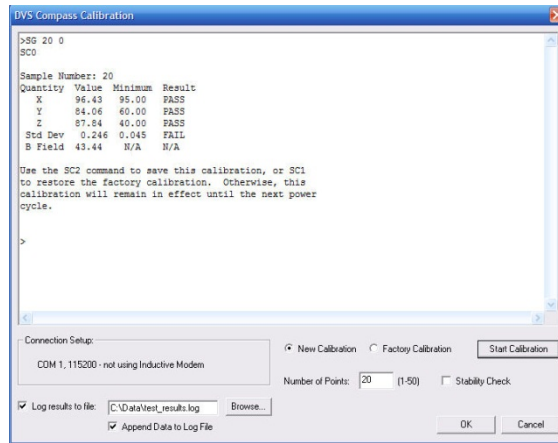 DVS Compass Calibration
>SG 20 0
SC0
Sample Number: 20
Quantity Value Minimum Result
X 96.43 95.00 PASS
Y 84.06 60.00 PASS
Z 87.84 40.00 PASS
Std Dev 0.246 0.045 FAIL
B Field 43.44 N/A N/A
Use the SC2 command to save this calibration, or SC1
to restore the factory calibration. Otherwise, this
calibration will remain in effect until the next power
cycle.
>
Connection Setup:
COM 1, 115200 - not using Inductive Modem
New Calibration Factory Calibration Start Calibration
Number of Points: 20 (1-50) Stability Check
Log results to file: C:\Data\test_results.log Browse...
Append Data to Log File
OK Cancel